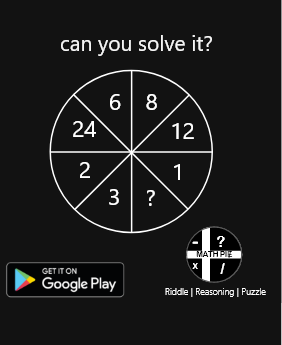 can you solve it?
6 8
24 12
2 1
3 ?
- ?
MATH PIE
x /
GET IT ON
Google Play
Riddle | Reasoning | Puzzle